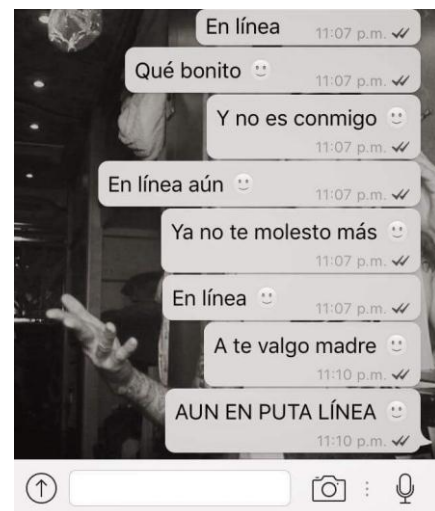 En línea 11:07 p.m.
Qué bonito 🙂 11:07 p.m.
Y no es conmigo 🙂
11:07 p.m.
En línea aún 🙂 11:07 p.m.
Ya no te molesto más 🙂
11:07 p.m.
En línea 🙂 11:07 p.m.
A te valgo madre 🙂
11:10 p.m.
AUN EN PUTA LÍNEA 🙂
11:10 p.m.